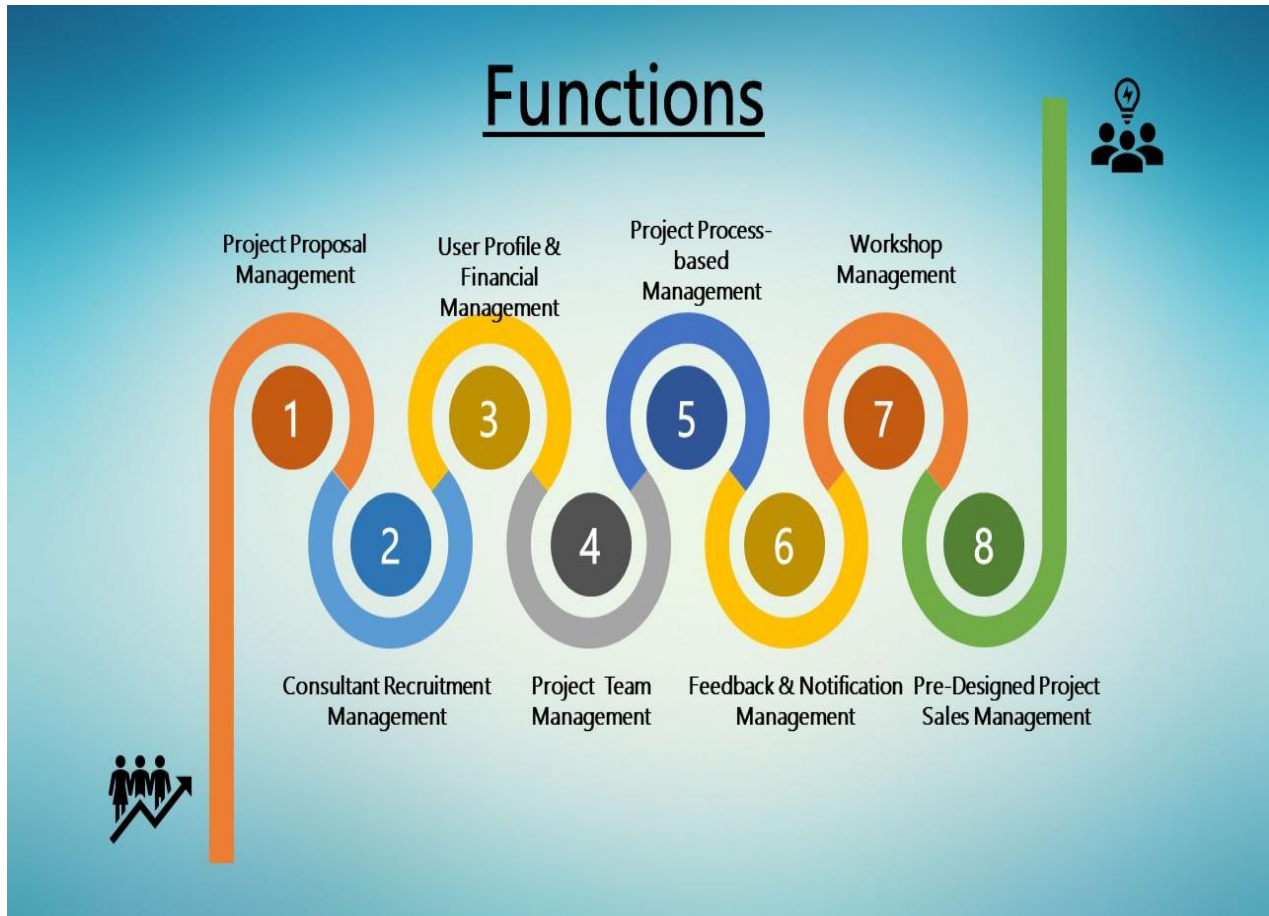 Functions
Project Proposal
Management
User Profile &
Financial
Management
Project Process-
based
Management
Workshop
Management
1
3
5
7
2
4
6
8
Consultant Recruitment
Management
Project Team
Management
Feedback & Notification
Management
Pre-Designed Project
Sales Management